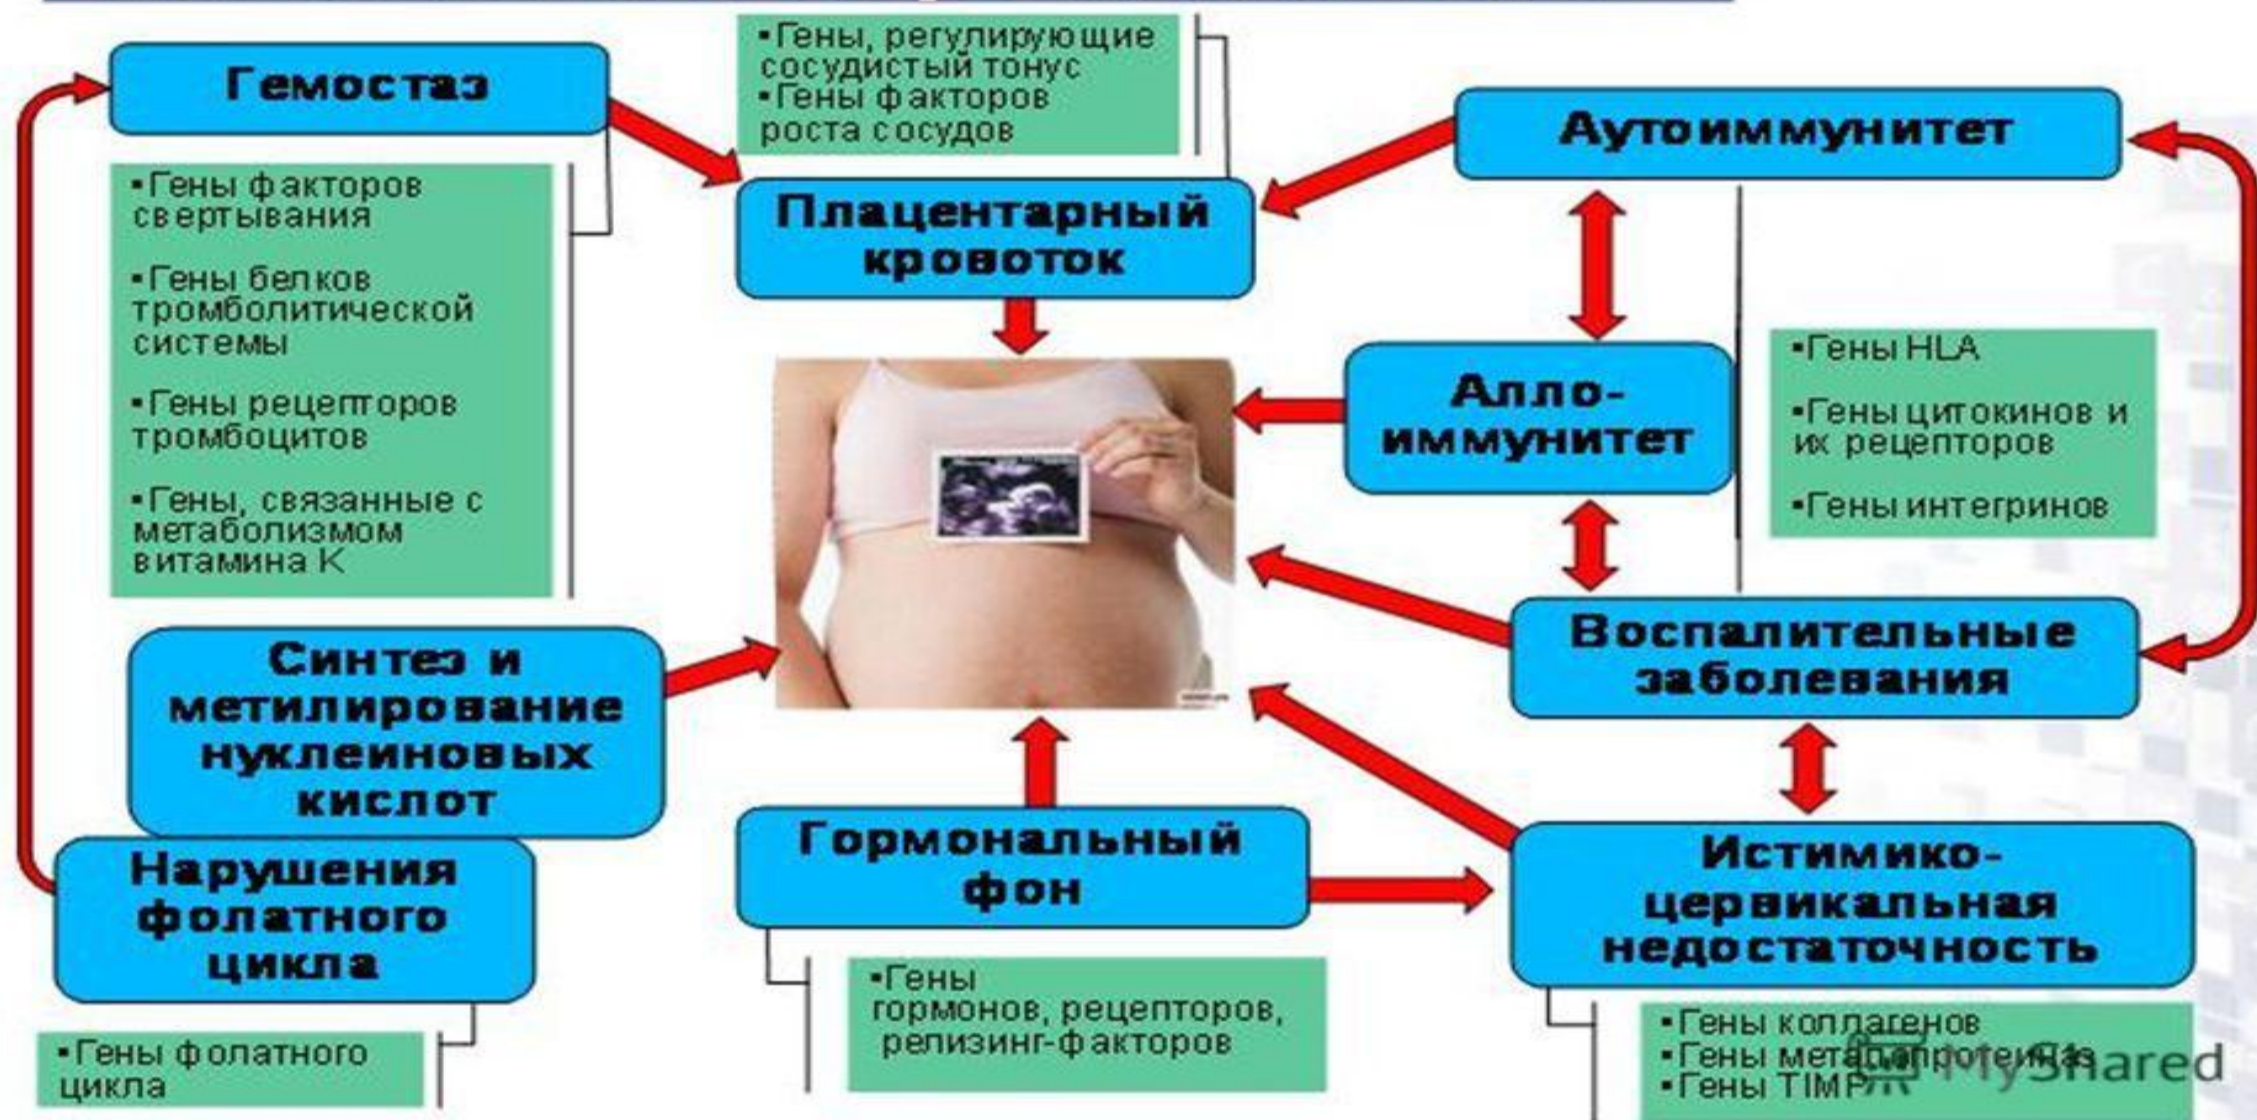 Гемостаз
▪Гены факторов
свертывания
▪Гены белков
тромболитической
системы
▪Гены рецепторов
тромбоцитов
▪Гены, связанные с
метаболизмом
витамина К
▪Гены, регулирующие
сосудистый тонус
▪Гены факторов
роста сосудов
Плацентарный
кровоток
Аутоиммунитет
Алло-
иммунитет
▪Гены HLA
▪Гены цитокинов и
их рецепторов
▪Гены интегринов
Воспалительные
заболевания
Синтез и
метилирование
нуклеиновых
кислот
Нарушения
фолатного
цикла
▪Гены фолатного
цикла
Гормональный
фон
▪Гены
гормонов, рецепторов,
релизинг-факторов
Истимико-
цервикальная
недостаточность
▪Гены коллагенов
▪Гены металлопротеиназ
▪Гены TIMP
MyShared